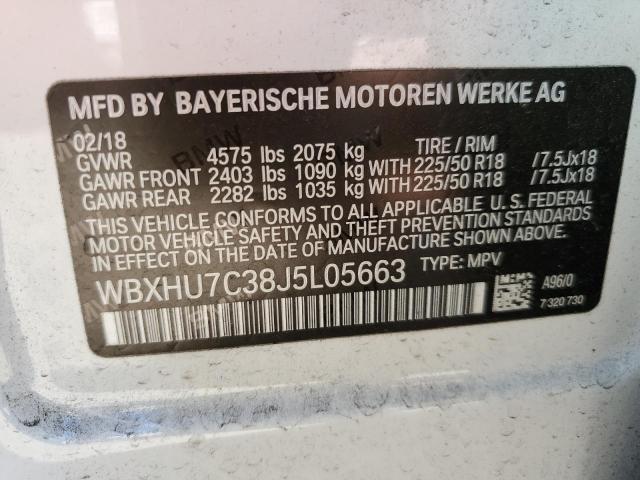 MFD BY BAYERISCHE MOTOREN WERKE AG
02/18 TIRE / RIM
GVWR 4575 lbs 2075 kg
GAWR FRONT 2403 lbs 1090 kg WITH 225/50 R18 /7.5Jx18
GAWR REAR 2282 lbs 1035 kg WITH 225/50 R18 /7.5Jx18
THIS VEHICLE CONFORMS TO ALL APPLICABLE U.S. FEDERAL
MOTOR VEHICLE SAFETY AND THEFT PREVENTION STANDARDS
IN EFFECT ON THE DATE OF MANUFACTURE SHOWN ABOVE.
WBXHU7C38J5L05663 TYPE: MPV
A96/0
7 320 730